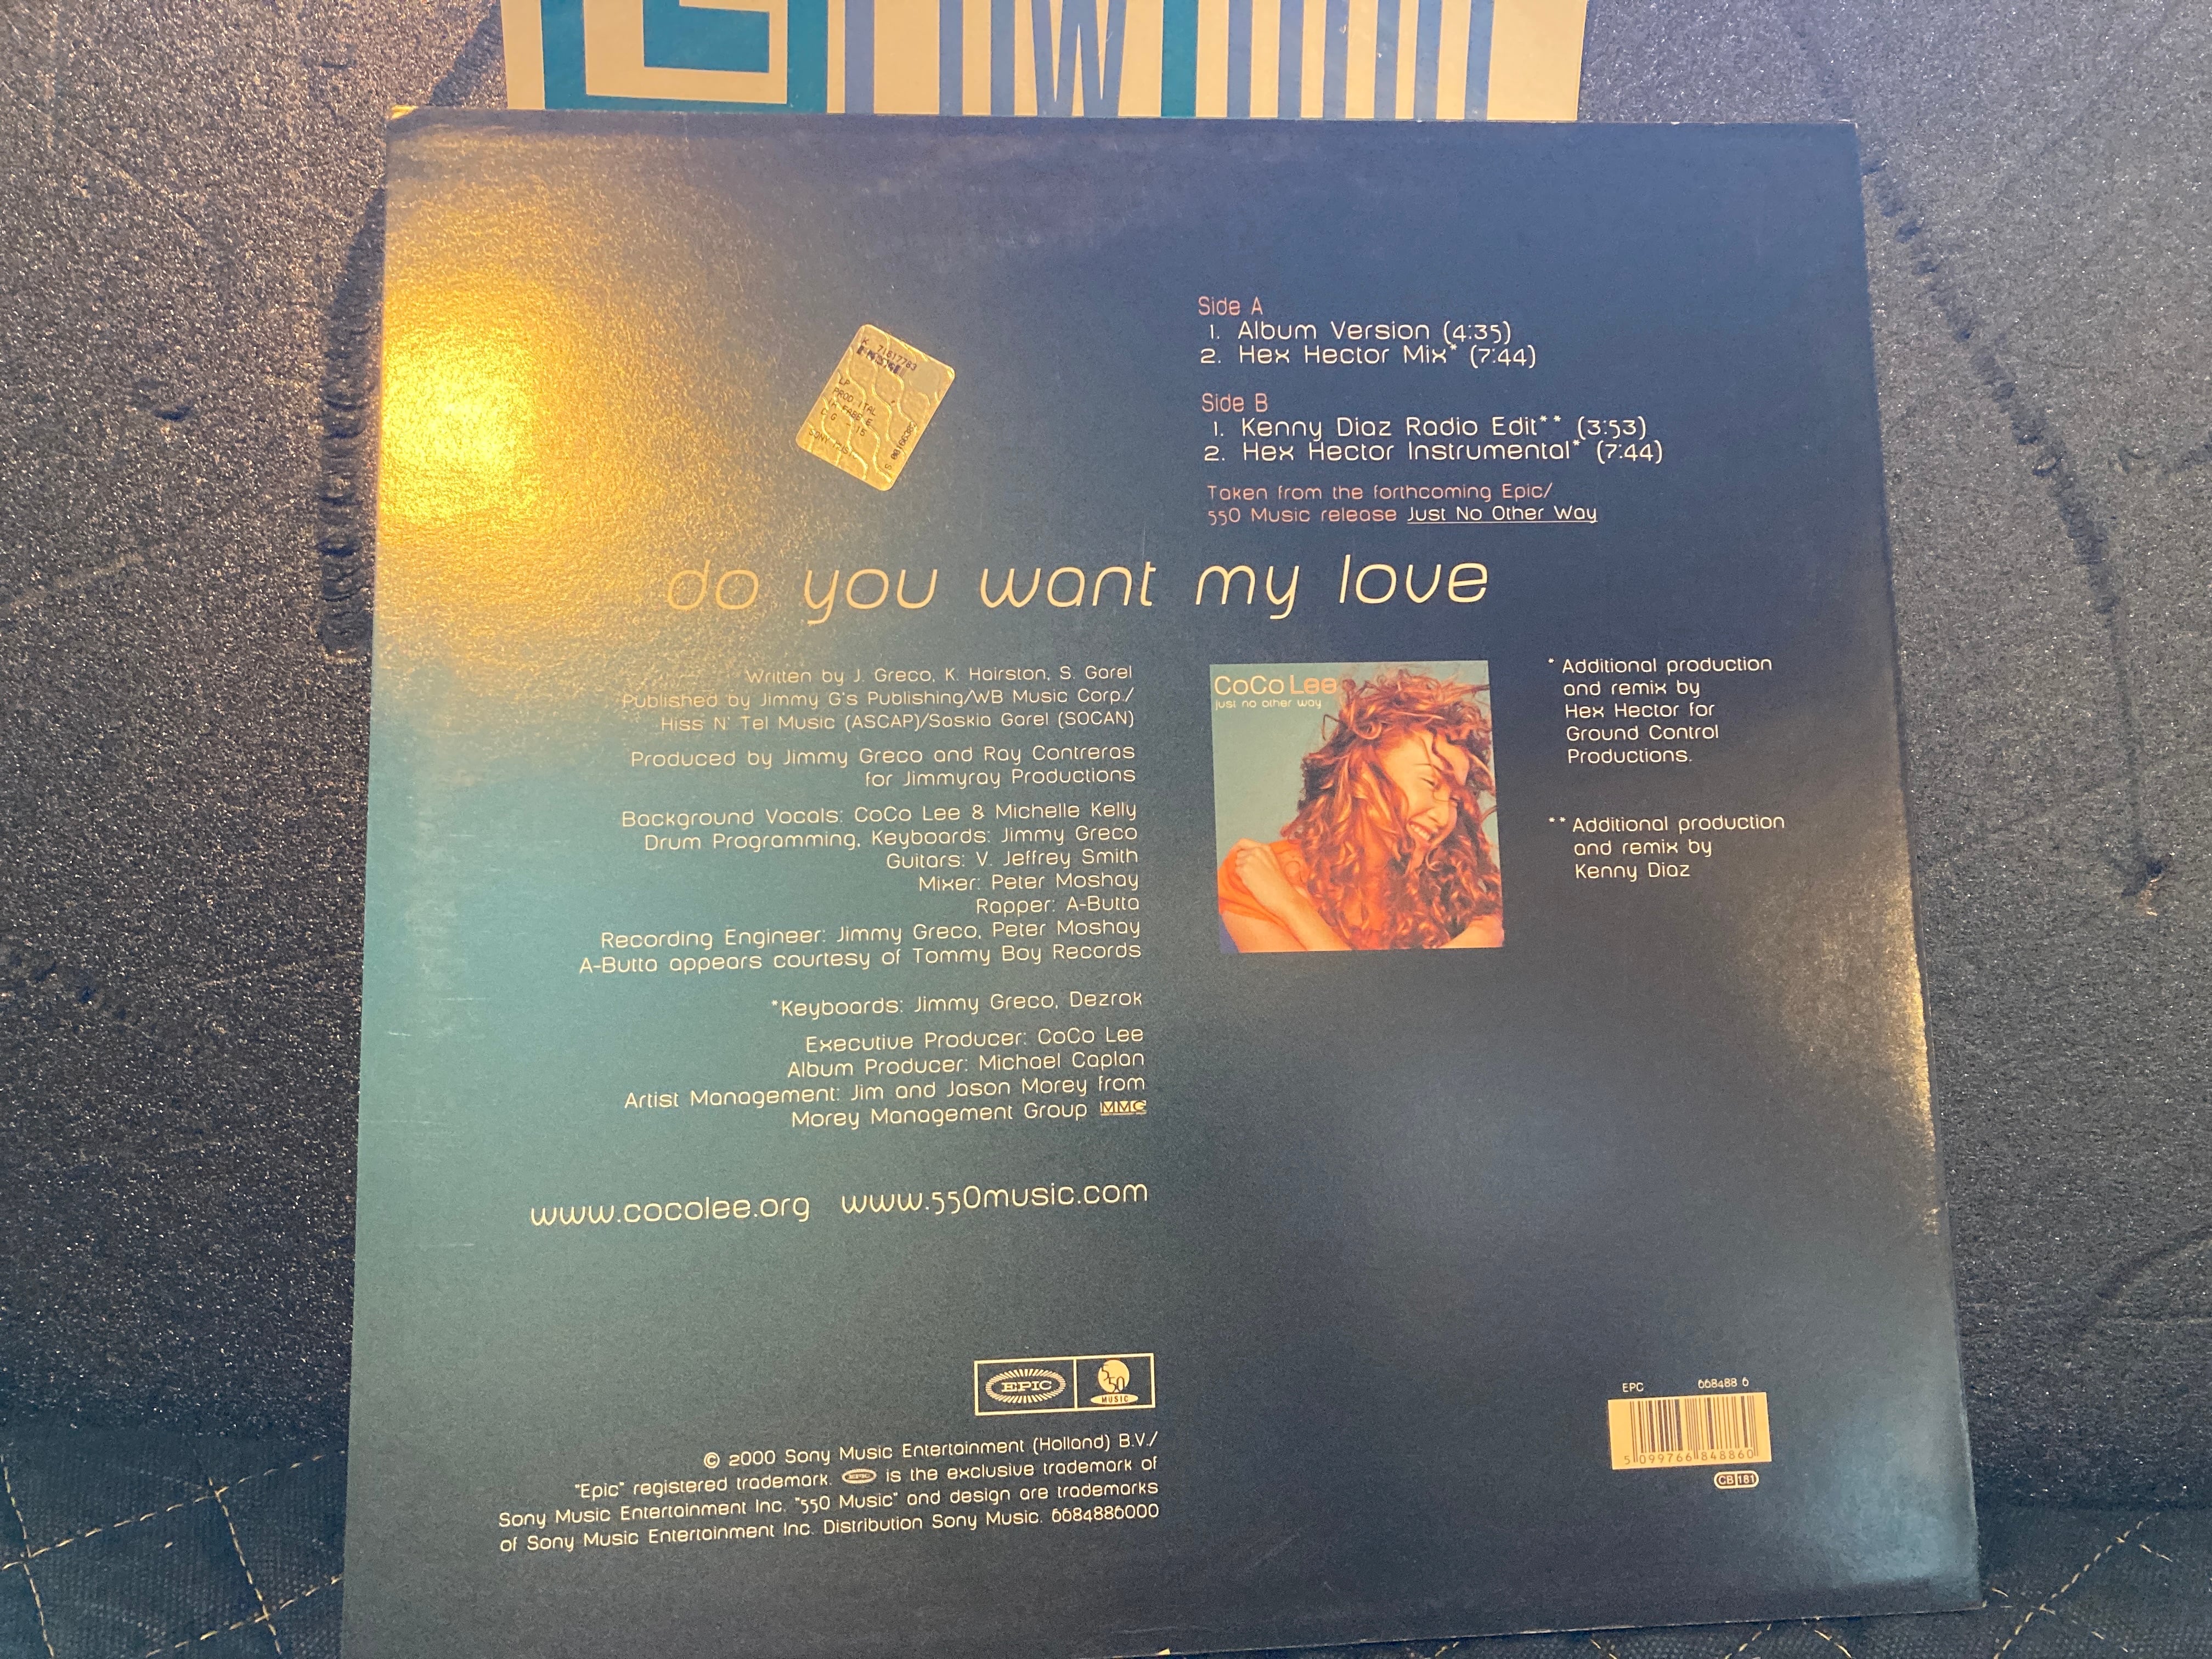 Side A
1. Album Version (4:35)
2. Hex Hector Mix* (7:44)
Side B
1. Kenny Diaz Radio Edit** (3:53)
2. Hex Hector Instrumental* (7:44)
Taken from the forthcoming Epic/
550 Music release Just No Other Way
do you want my love
Written by J. Greco, K. Hairston, S. Garel
Published by Jimmy G's Publishing/WB Music Corp./
Hiss N' Tel Music (ASCAP)/Saskia Garel (SOCAN)
Produced by Jimmy Greco and Ray Contreras
for Jimmyray Productions
Background Vocals: CoCo Lee & Michelle Kelly
Drum Programming, Keyboards: Jimmy Greco
Guitars: V. Jeffrey Smith
Mixer: Peter Moshay
Rapper: A-Butta
Recording Engineer: Jimmy Greco, Peter Moshay
A-Butta appears courtesy of Tommy Boy Records
*Keyboards: Jimmy Greco, Dezrok
Executive Producer: CoCo Lee
Album Producer: Michael Caplan
Artist Management: Jim and Jason Morey from
Morey Management Group MMG
www.cocolee.org www.550music.com
CoCo Lee
just no other way
* Additional production
and remix by
Hex Hector for
Ground Control
Productions.
** Additional production
and remix by
Kenny Diaz
EPIC
550
MUSIC
© 2000 Sony Music Entertainment (Holland) B.V./
"Epic" registered trademark. EPIC is the exclusive trademark of
Sony Music Entertainment Inc. "550 Music" and design are trademarks
of Sony Music Entertainment Inc. Distribution Sony Music. 6684886000
EPC 668488 6
5 099766 848860
CB 181
LP
PROD ITAL